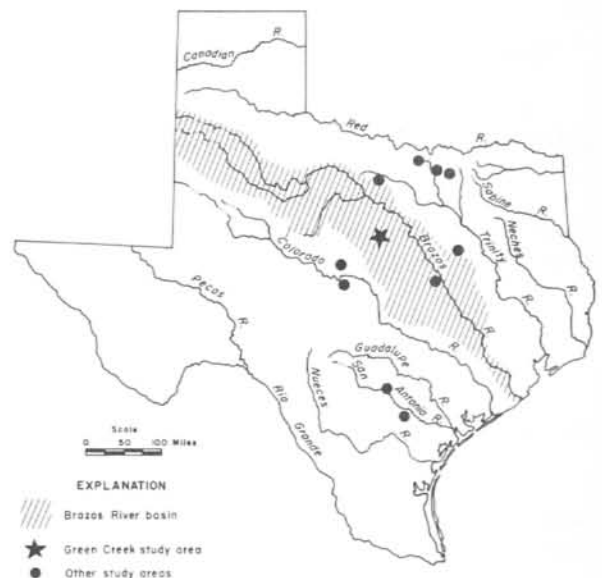 Canadian R.
Red R.
Sabine R.
Neches R.
Trinity R.
Brazos R.
Colorado R.
Pecos R.
Guadalupe R.
San Antonio R.
Nueces R.
Rio Grande
Scale
0 50 100 Miles
EXPLANATION
Brazos River basin
Green Creek study area
Other study areas